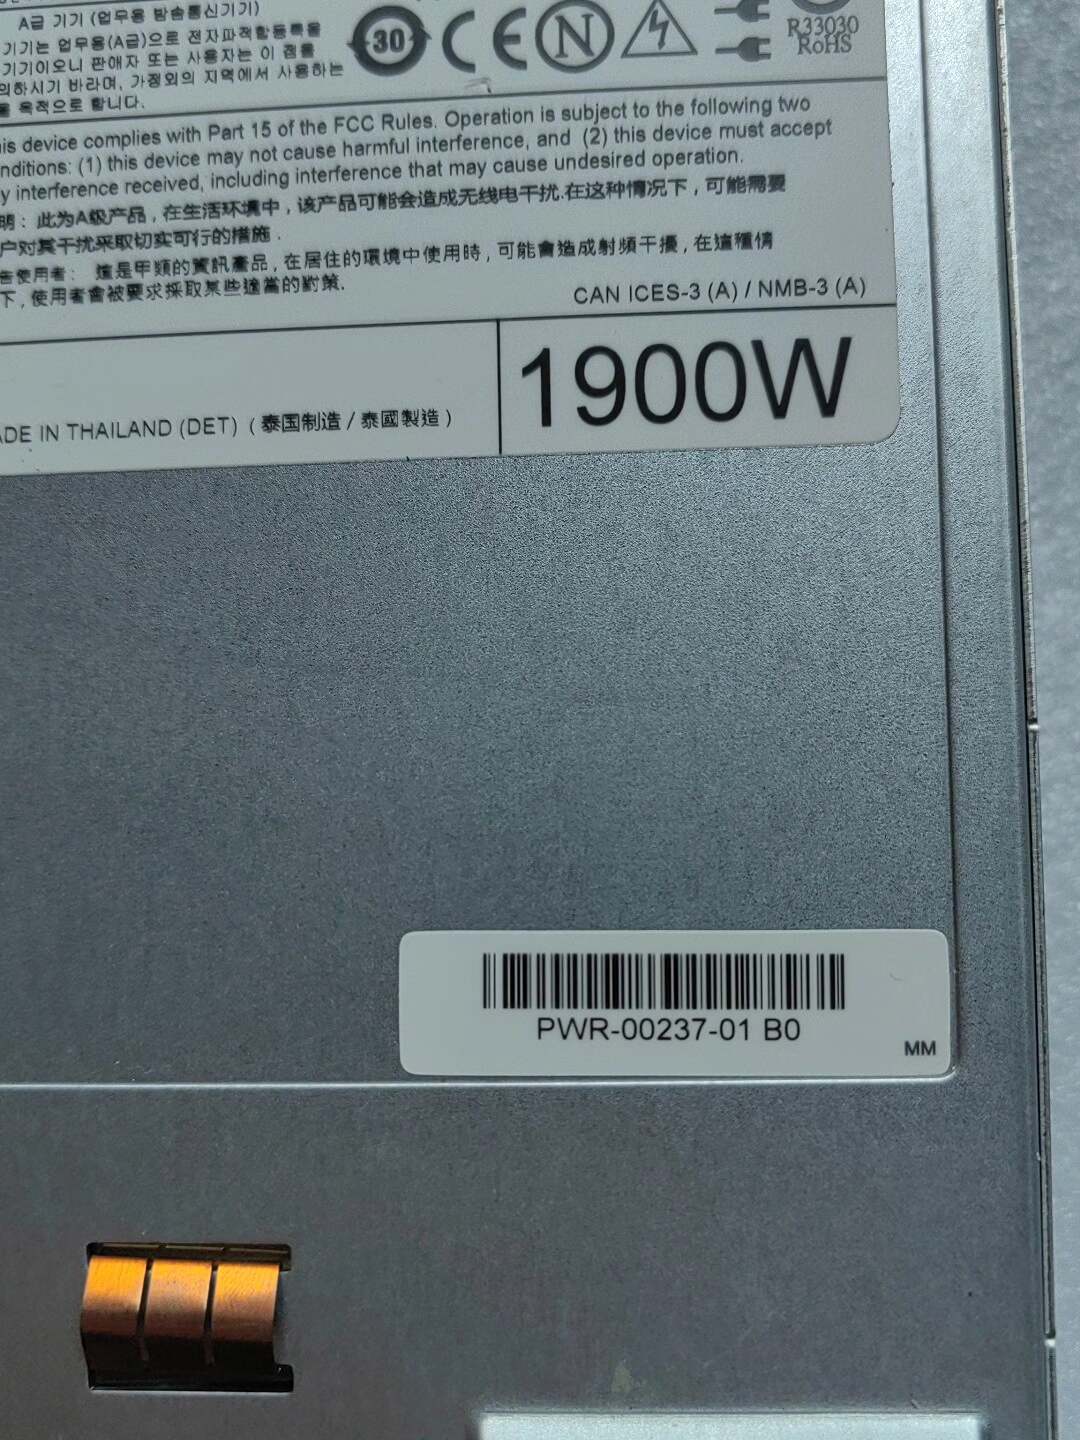 A급 기기 (업무용 방송통신기기)
기기는 업무용(A급)으로 전자파적합등록을
기기이오니 판매자 또는 사용자는 이 점을
의하시기 바라며, 가정외의 지역에서 사용하는
을 목적으로 합니다.
30 CE N
R33030
RoHS
his device complies with Part 15 of the FCC Rules. Operation is subject to the following two
nditions: (1) this device may not cause harmful interference, and (2) this device must accept
y interference received, including interference that may cause undesired operation.
明：此为A级产品，在生活环境中，该产品可能会造成无线电干扰.在这种情况下，可能需要
户对其干扰采取切实可行的措施．
告使用者： 這是甲類的資訊產品，在居住的環境中使用時，可能會造成射頻干擾，在這種情
下，使用者會被要求採取某些適當的對策.
CAN ICES-3 (A) / NMB-3 (A)
ADE IN THAILAND (DET) ( 泰国制造 / 泰國製造 )
1900W
PWR-00237-01 B0
MM